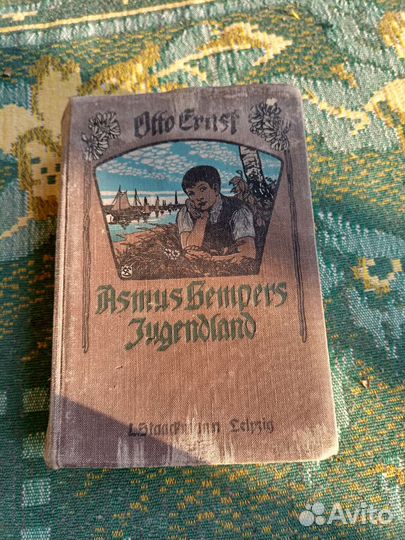 Otto Ernst
Asmus Sempers
Jugendland
L. Staackmann Leipzig
Avito